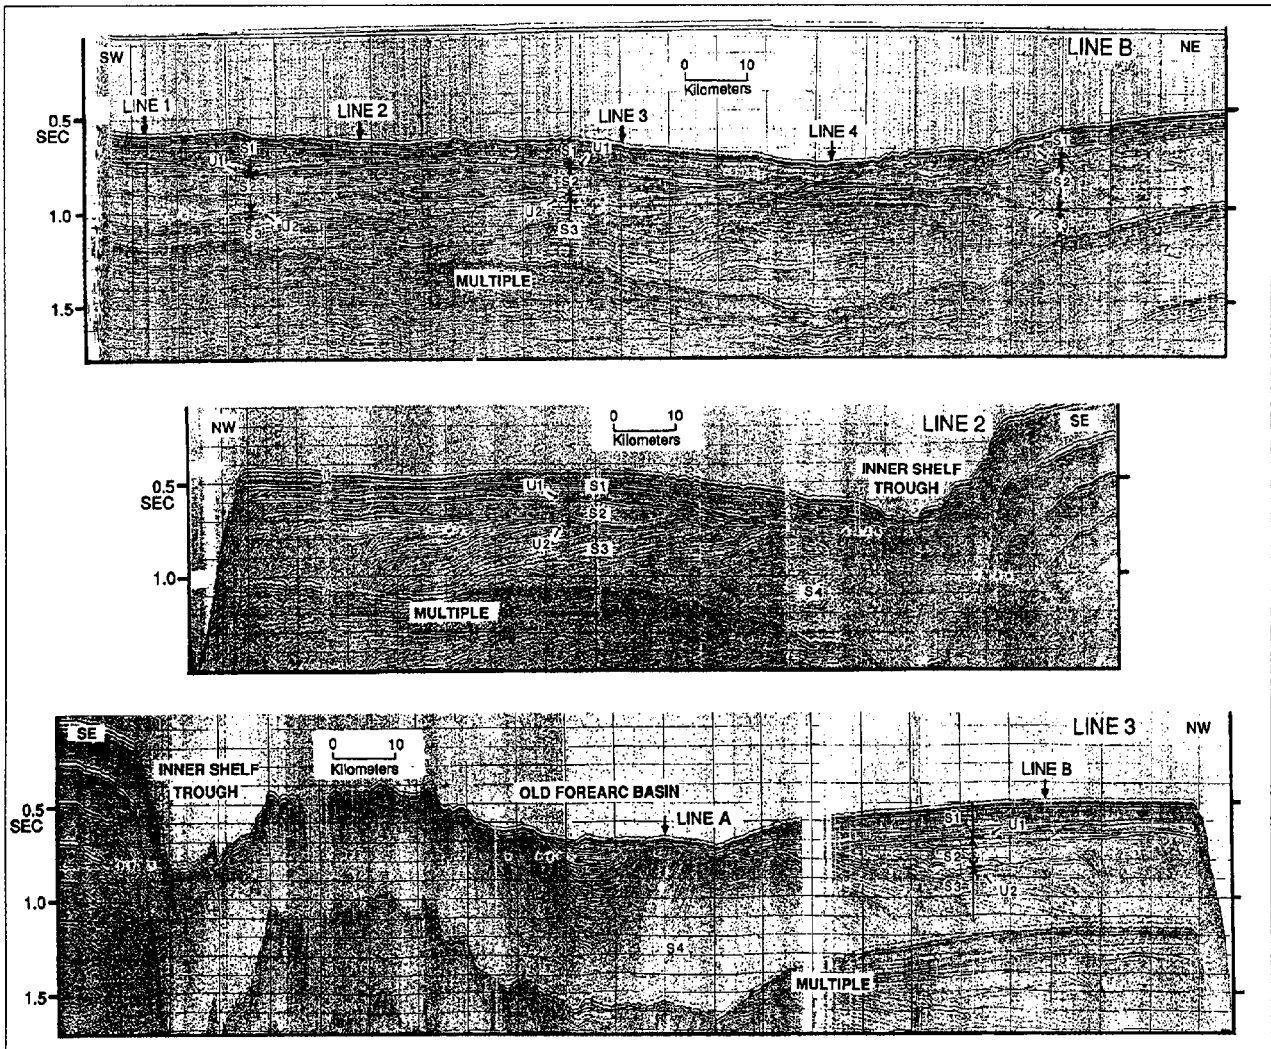 LINE B
SW
NE
0 10
Kilometers
LINE 1
LINE 2
LINE 3
LINE 4
0.5
SEC
S1
U1
U1
S1
S2
1.0
U2
U2
S3
MULTIPLE
1.5
NW
0 10
Kilometers
LINE 2
SE
INNER SHELF
TROUGH
0.5
SEC
U1
S1
S2
U2
S3
1.0
S4
MULTIPLE
SE
0 10
Kilometers
LINE 3
NW
INNER SHELF
TROUGH
OLD FOREARC BASIN
LINE A
LINE B
0.5
SEC
S1
U1
S2
S3
U2
1.0
S4
MULTIPLE
1.5